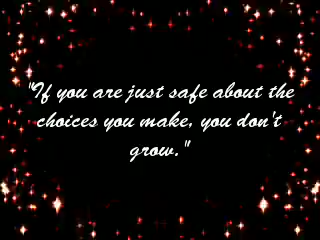 "If you are just safe about the
choices you make, you don't
grow."